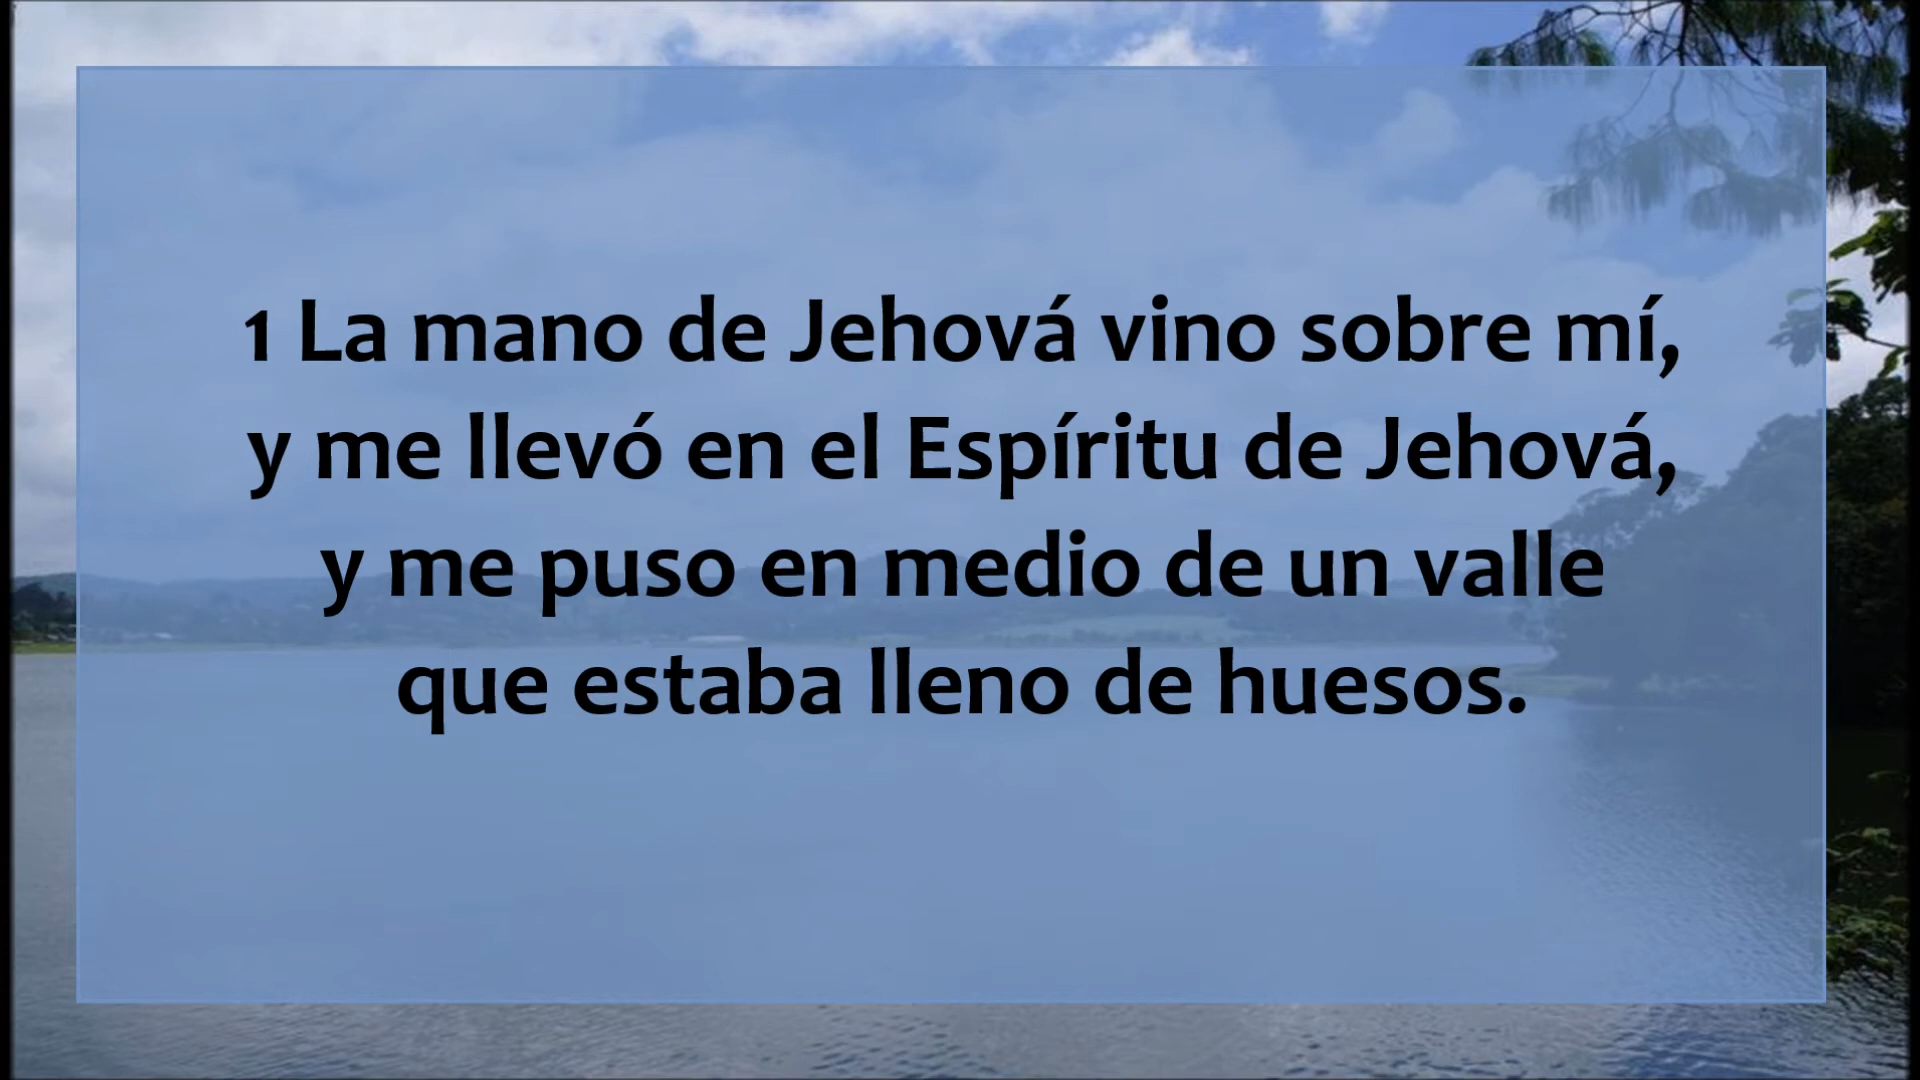 1 La mano de Jehová vino sobre mí,
y me llevó en el Espíritu de Jehová,
y me puso en medio de un valle
que estaba lleno de huesos.